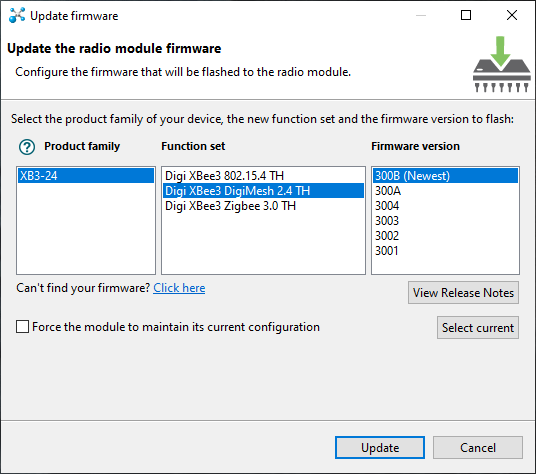 Update firmware
Update the radio module firmware
Configure the firmware that will be flashed to the radio module.
Select the product family of your device, the new function set and the firmware version to flash:
Product family
Function set
Firmware version
XB3-24
Digi XBee3 802.15.4 TH
Digi XBee3 DigiMesh 2.4 TH
Digi XBee3 Zigbee 3.0 TH
300B (Newest)
300A
3004
3003
3002
3001
Can't find your firmware? Click here
View Release Notes
Force the module to maintain its current configuration
Select current
Update
Cancel